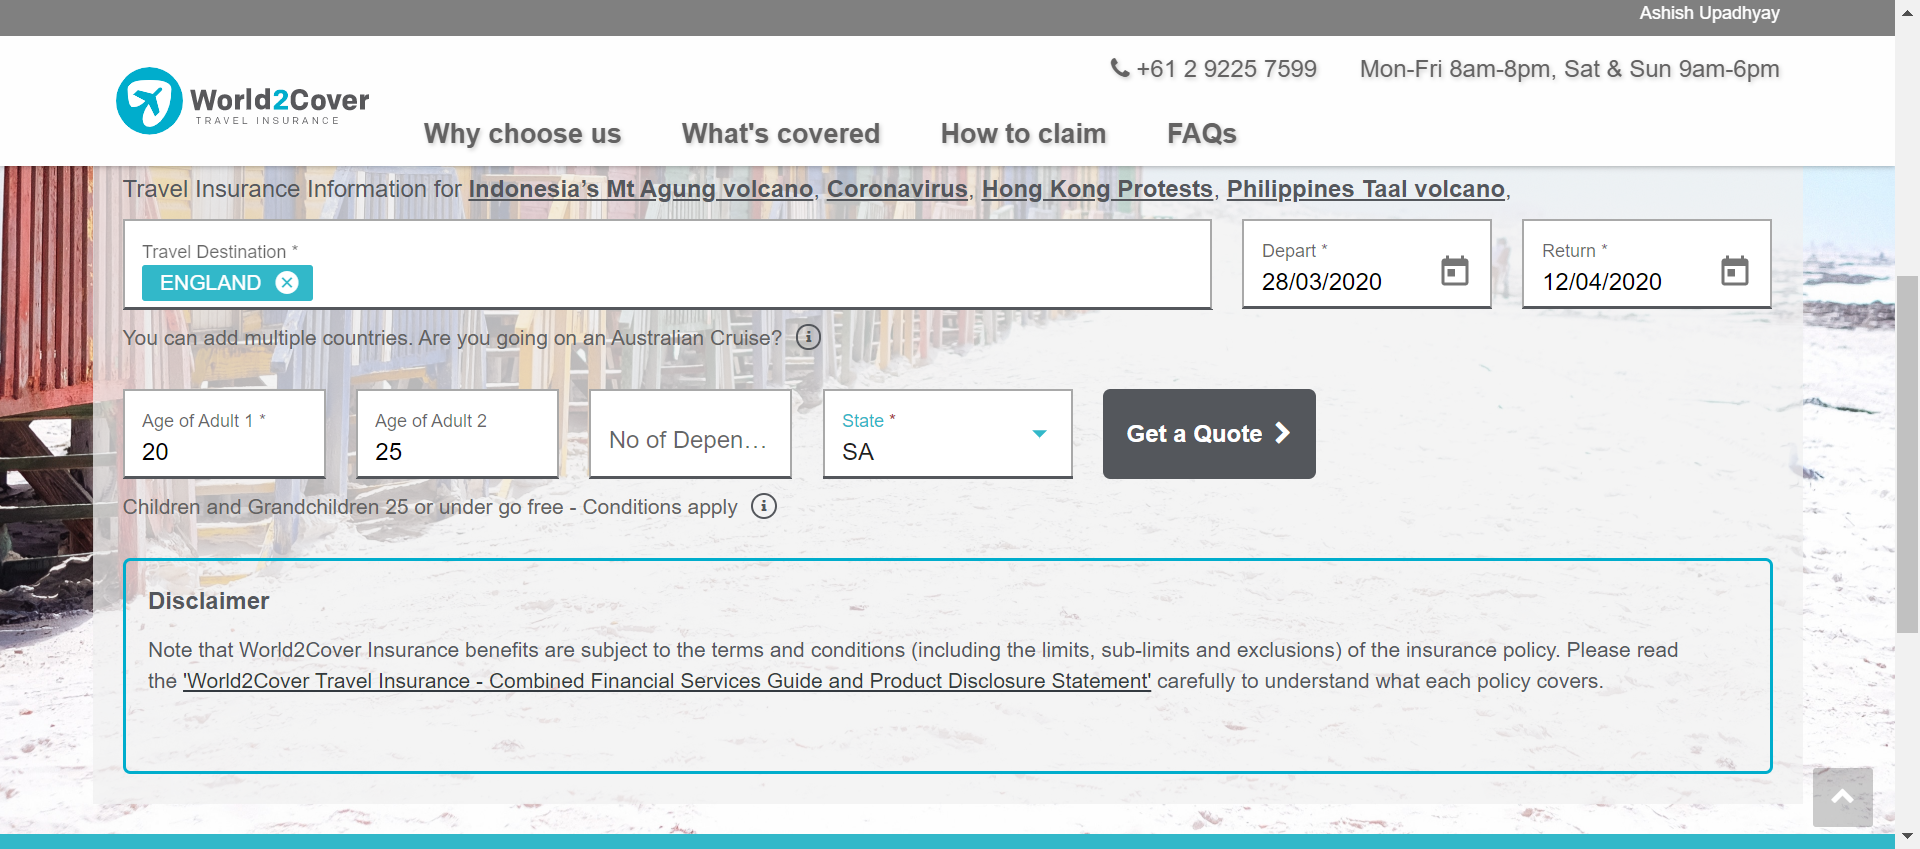 Ashish Upadhyay
+61 2 9225 7599 Mon-Fri 8am-8pm, Sat & Sun 9am-6pm
World2Cover
TRAVEL INSURANCE
Why choose us What's covered How to claim FAQs
Travel Insurance Information for Indonesia’s Mt Agung volcano, Coronavirus, Hong Kong Protests, Philippines Taal volcano,
Travel Destination *
ENGLAND
Depart *
28/03/2020
Return *
12/04/2020
You can add multiple countries. Are you going on an Australian Cruise?
Age of Adult 1 *
20
Age of Adult 2
25
No of Depen...
State *
SA
Get a Quote
Children and Grandchildren 25 or under go free - Conditions apply
Disclaimer
Note that World2Cover Insurance benefits are subject to the terms and conditions (including the limits, sub-limits and exclusions) of the insurance policy. Please read
the 'World2Cover Travel Insurance - Combined Financial Services Guide and Product Disclosure Statement' carefully to understand what each policy covers.